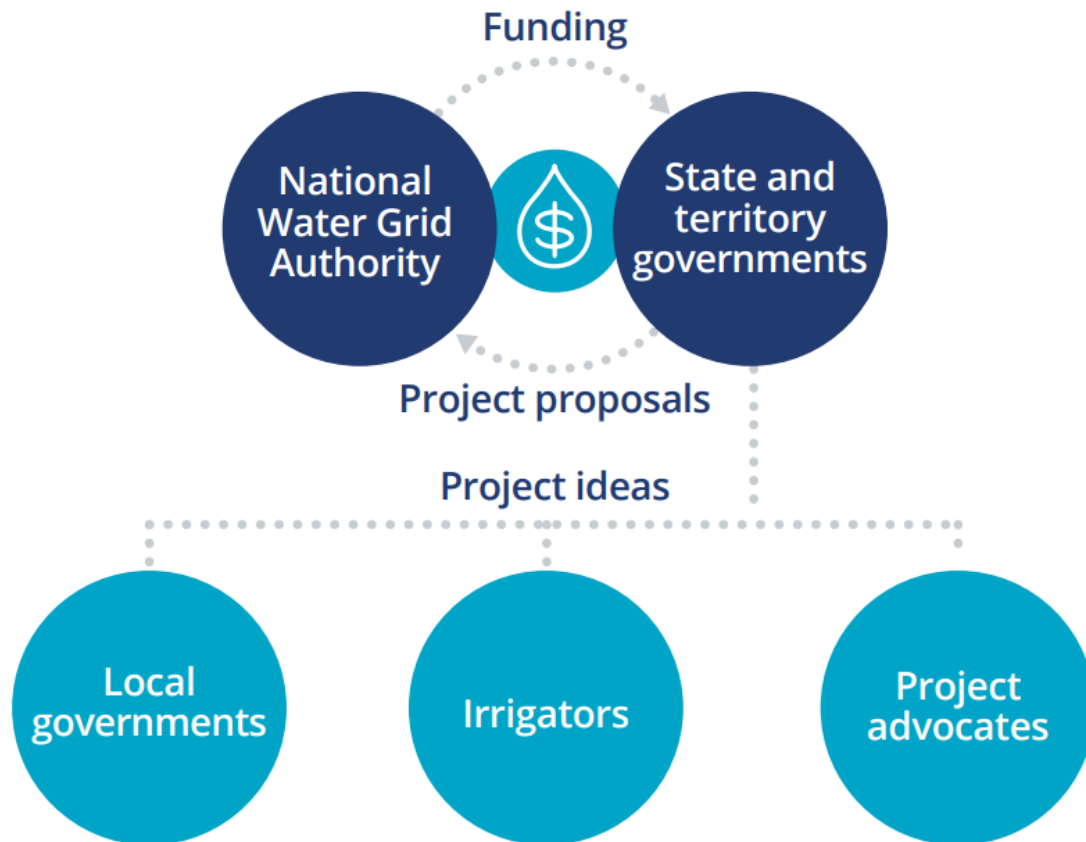 Funding
National
Water Grid
Authority
$
State and
territory
governments
Project proposals
Project ideas
Local
governments
Irrigators
Project
advocates